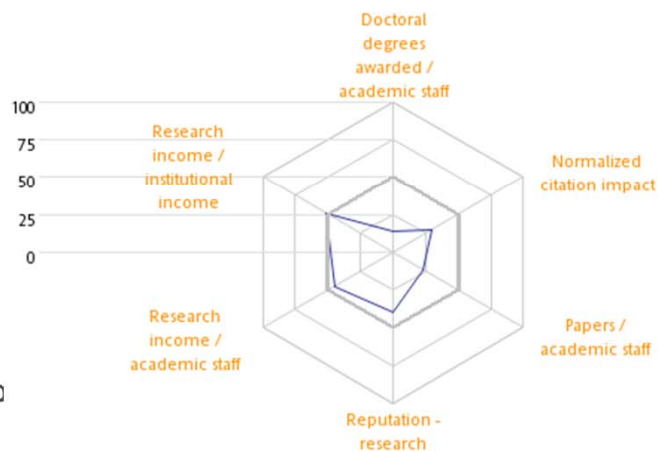 Doctoral
degrees
awarded /
academic staff
100
75
50
25
0
Research
income /
institutional
income
Normalized
citation impact
Research
income /
academic staff
Papers /
academic staff
Reputation -
research